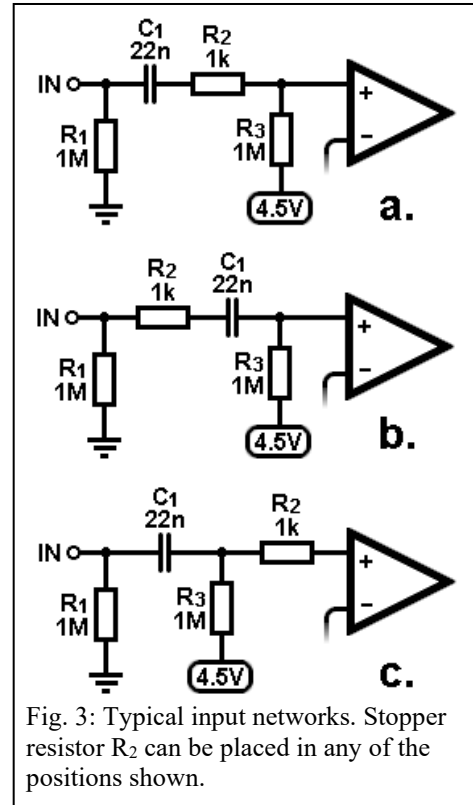 C1
22n
R2
1k
IN
+
R1
1M
R3
1M
−
4.5V
a.
R2
1k
C1
22n
IN
+
R1
1M
R3
1M
−
4.5V
b.
C1
22n
R2
1k
IN
+
R1
1M
R3
1M
−
4.5V
c.
Fig. 3: Typical input networks. Stopper
resistor R2 can be placed in any of the
positions shown.